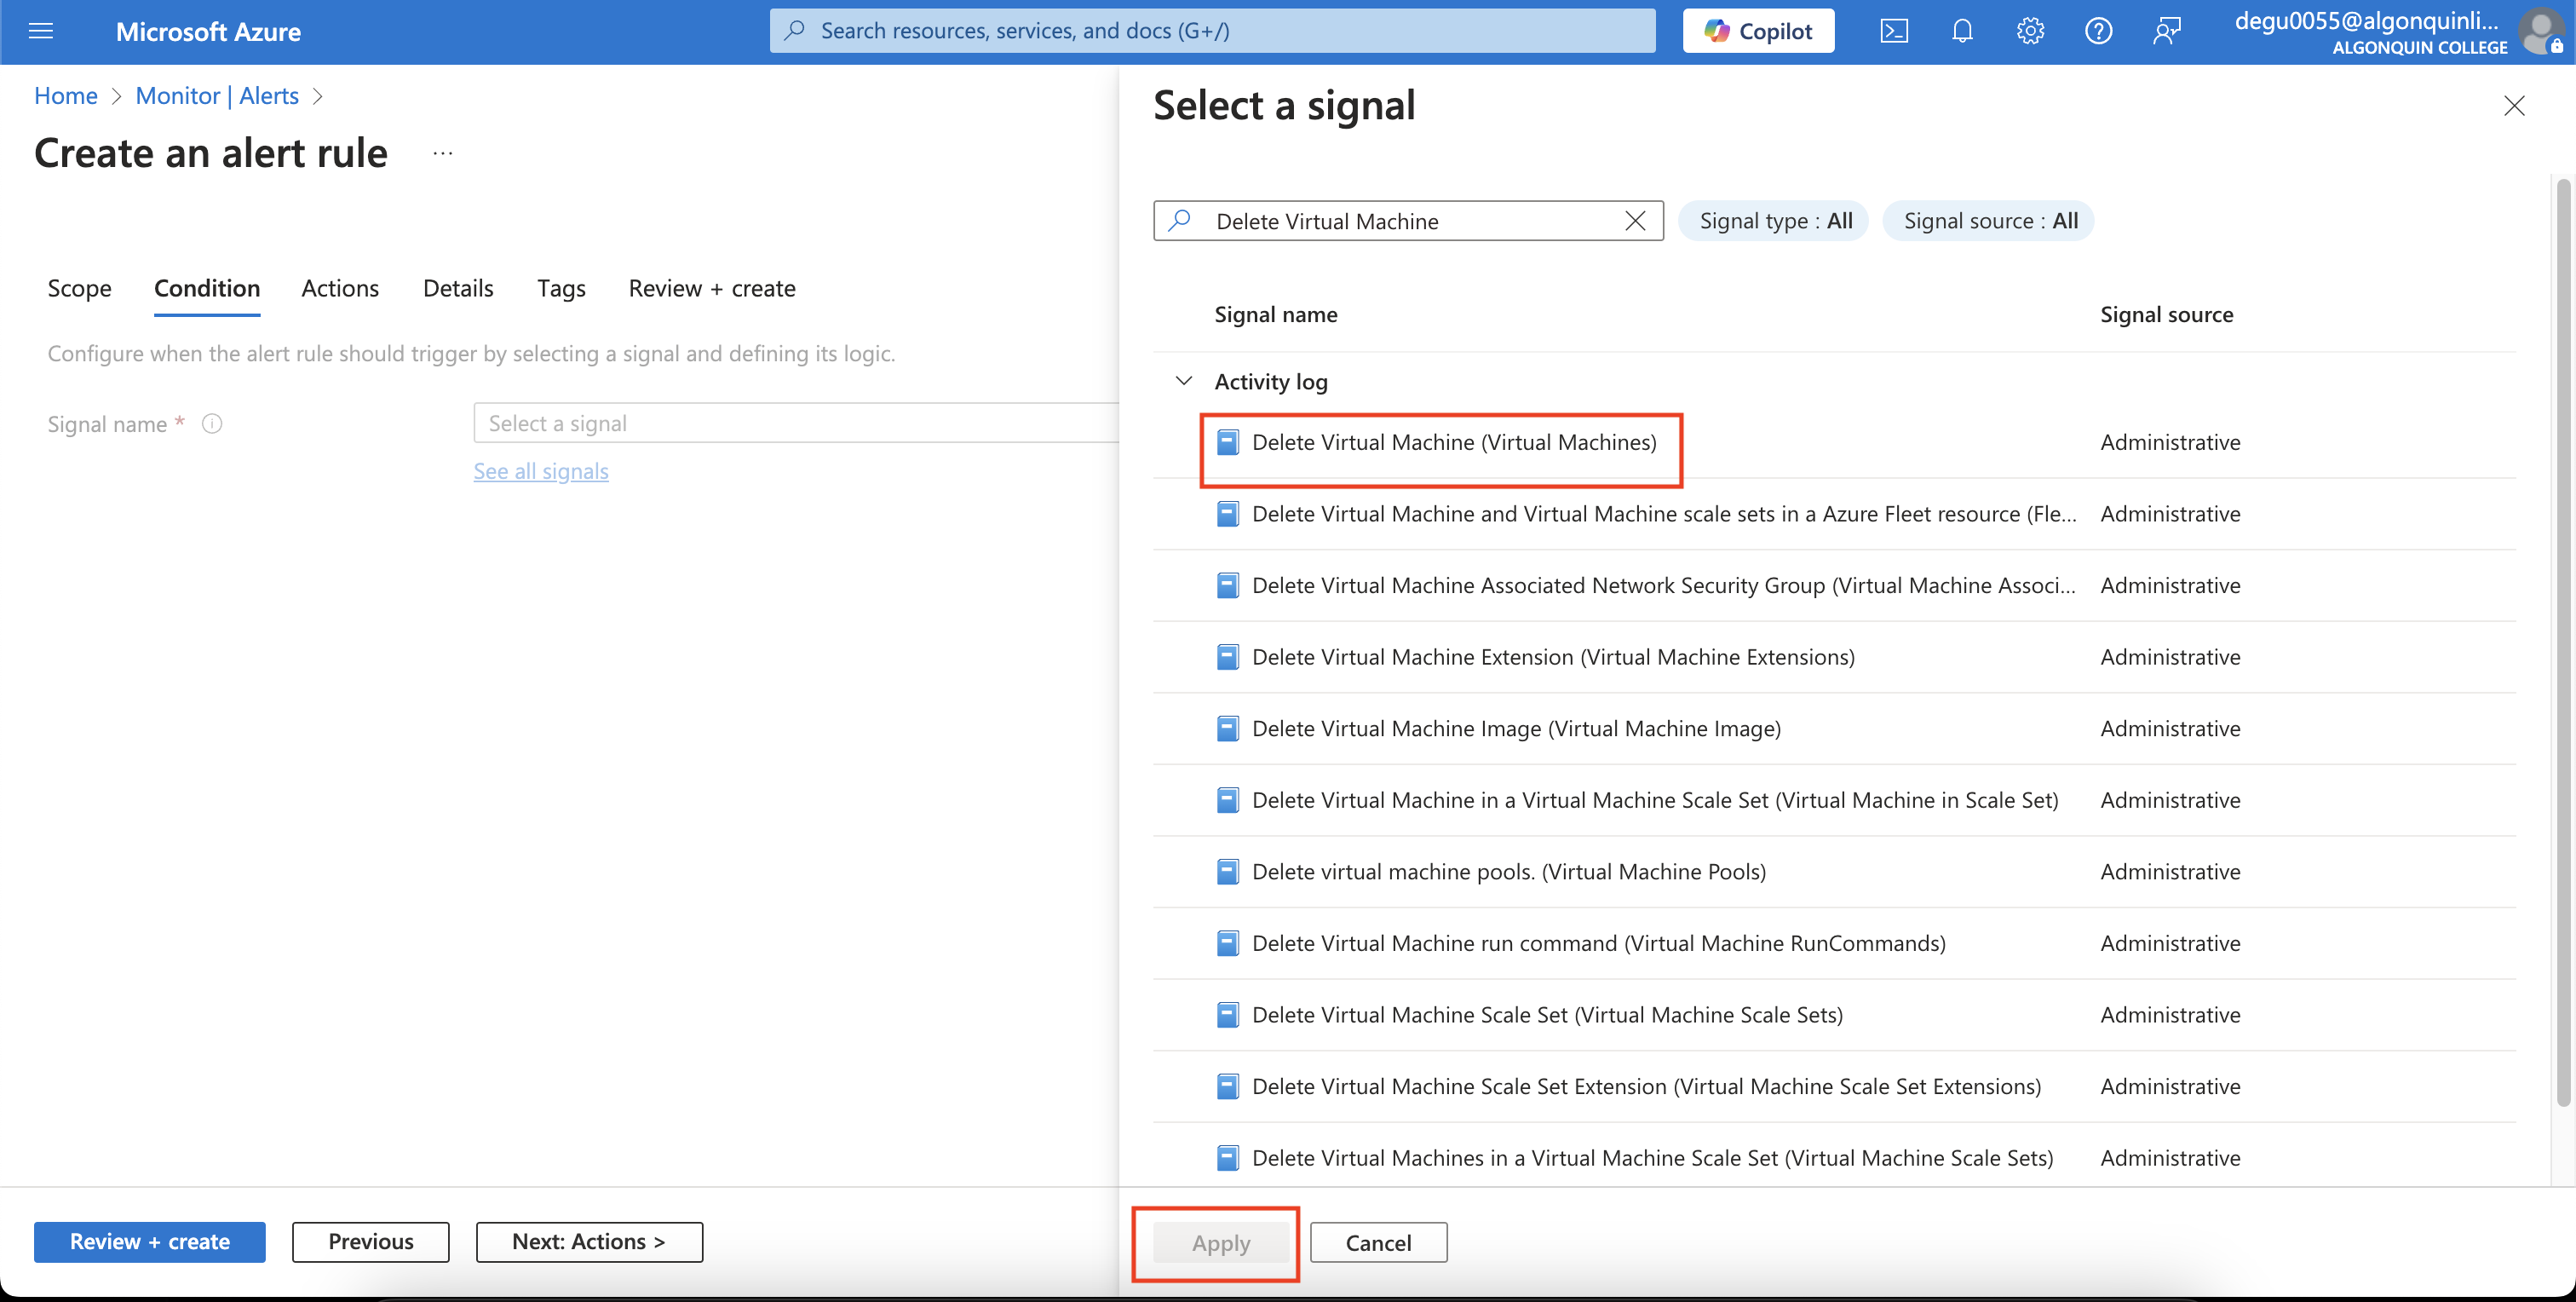 Microsoft Azure
Search resources, services, and docs (G+/)
Copilot
degu0055@algonquinli...
ALGONQUIN COLLEGE
Home > Monitor | Alerts >
Create an alert rule ...
Scope Condition Actions Details Tags Review + create
Configure when the alert rule should trigger by selecting a signal and defining its logic.
Signal name *
Select a signal
See all signals
Review + create
Previous
Next: Actions >
Select a signal
Delete Virtual Machine
Signal type : All
Signal source : All
Signal name Signal source
Activity log
Delete Virtual Machine (Virtual Machines) Administrative
Delete Virtual Machine and Virtual Machine scale sets in a Azure Fleet resource (Fle... Administrative
Delete Virtual Machine Associated Network Security Group (Virtual Machine Associ... Administrative
Delete Virtual Machine Extension (Virtual Machine Extensions) Administrative
Delete Virtual Machine Image (Virtual Machine Image) Administrative
Delete Virtual Machine in a Virtual Machine Scale Set (Virtual Machine in Scale Set) Administrative
Delete virtual machine pools. (Virtual Machine Pools) Administrative
Delete Virtual Machine run command (Virtual Machine RunCommands) Administrative
Delete Virtual Machine Scale Set (Virtual Machine Scale Sets) Administrative
Delete Virtual Machine Scale Set Extension (Virtual Machine Scale Set Extensions) Administrative
Delete Virtual Machines in a Virtual Machine Scale Set (Virtual Machine Scale Sets) Administrative
Apply
Cancel